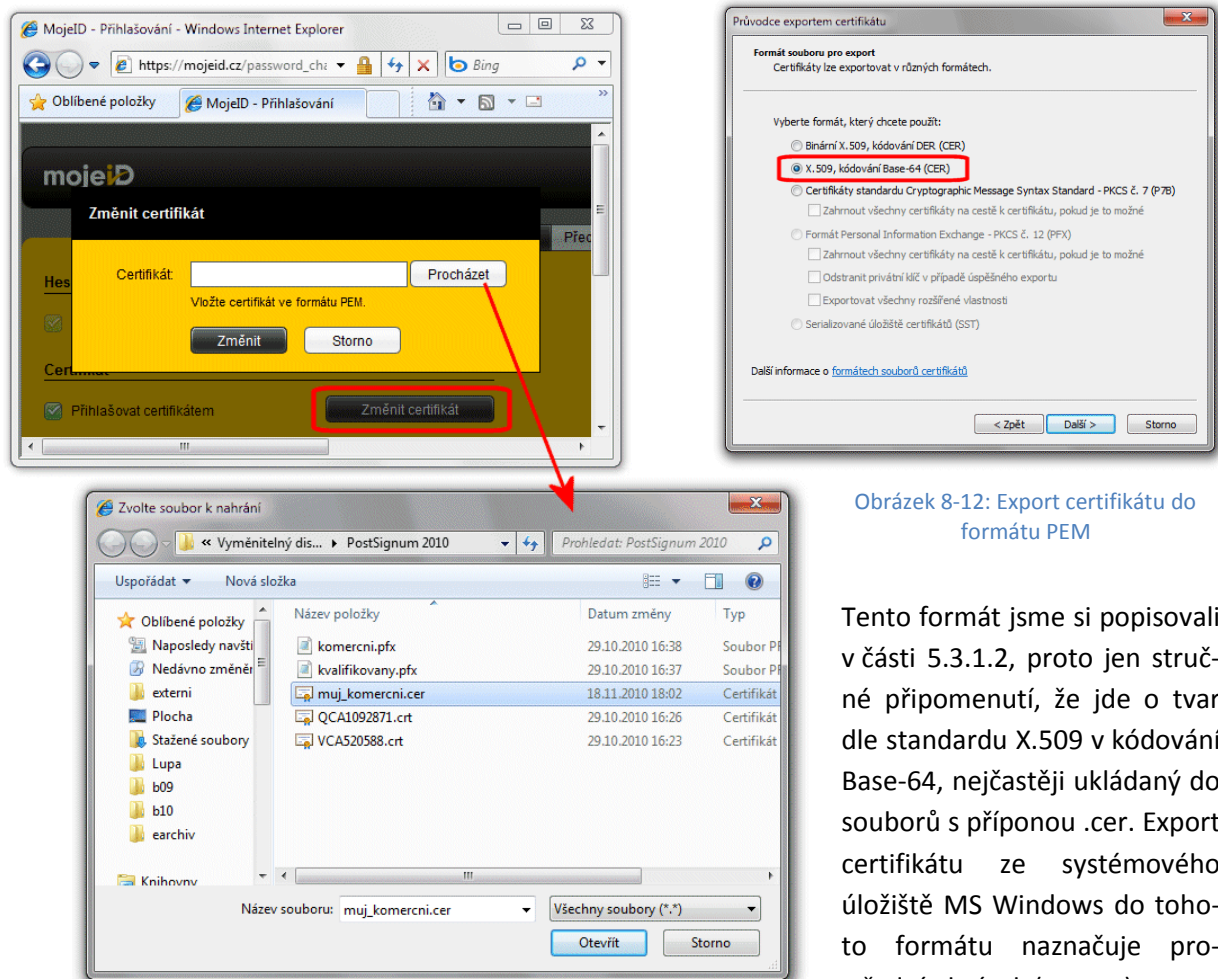 MojeID - Přihlašování - Windows Internet Explorer
https://mojeid.cz/password_cha
Bing
Oblíbené položky
MojeID - Přihlašování
mojeiD
Změnit certifikát
Před
Hes
Certifikát:
Procházet
Vložte certifikát ve formátu PEM.
Změnit
Storno
Přihlašovat certifikátem
Změnit certifikát
Průvodce exportem certifikátu
Formát souboru pro export
Certifikáty lze exportovat v různých formátech.
Vyberte formát, který chcete použít:
Binární X.509, kódování DER (CER)
X.509, kódování Base-64 (CER)
Certifikáty standardu Cryptographic Message Syntax Standard - PKCS č. 7 (P7B)
Zahrnout všechny certifikáty na cestě k certifikátu, pokud je to možné
Formát Personal Information Exchange - PKCS č. 12 (PFX)
Zahrnout všechny certifikáty na cestě k certifikátu, pokud je to možné
Odstranit privátní klíč v případě úspěšného exportu
Exportovat všechny rozšířené vlastnosti
Serializované úložiště certifikátů (SST)
Další informace o formátech souborů certifikátů
< Zpět
Další >
Storno
Zvolte soubor k nahrání
« Vyměnitelný dis... ▸ PostSignum 2010
Prohledat: PostSignum 2010
Uspořádat
Nová složka
Oblíbené položky
Naposledy navští
Nedávno změněn
externi
Plocha
Stažené soubory
Lupa
b09
b10
earchiv
Knihovny
Název položky Datum změny Typ
komercni.pfx 29.10.2010 16:38 Soubor PF
kvalifikovany.pfx 29.10.2010 16:37 Soubor PF
muj_komercni.cer 18.11.2010 18:02 Certifikát
QCA1092871.crt 29.10.2010 16:26 Certifikát
VCA520588.crt 29.10.2010 16:23 Certifikát
Název souboru: muj_komercni.cer
Všechny soubory (*.*)
Otevřít
Storno
Obrázek 8-12: Export certifikátu do
formátu PEM
Tento formát jsme si popisovali
v části 5.3.1.2, proto jen struč-
né připomenutí, že jde o tvar
dle standardu X.509 v kódování
Base-64, nejčastěji ukládaný do
souborů s příponou .cer. Export
certifikátu ze systémového
úložiště MS Windows do toho-
to formátu naznačuje pro-